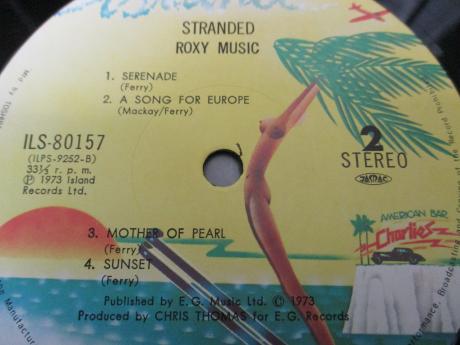 STRANDED
ROXY MUSIC
1. SERENADE
(Ferry)
2. A SONG FOR EUROPE
(Mackay/Ferry)
ILS-80157
(ILPS-9252-B)
33⅓ r. p. m.
Ⓟ 1973 Island
Records Ltd.
2
STEREO
3. MOTHER OF PEARL
(Ferry)
4. SUNSET
(Ferry)
AMERICAN BAR
Charlies
Published by E. G. Music Ltd. © 1973
Produced by CHRIS THOMAS for E. G. Records